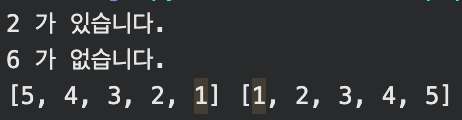 2 가 있습니다.
6 가 없습니다.
[5, 4, 3, 2, 1] [1, 2, 3, 4, 5]